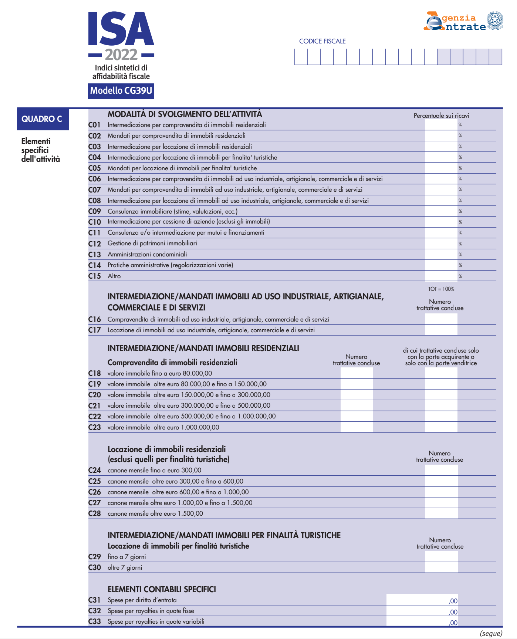 ISA
2022
Indici sintetici di
affidabilità fiscale
Modello CG39U
genzia
ntrate
CODICE FISCALE
QUADRO C
Elementi
specifici
dell'attività
MODALITÀ DI SVOLGIMENTO DELL'ATTIVITÀ
Percentuale sui ricavi
C01 Intermediazione per compravendita di immobili residenziali %
C02 Mandati per compravendita di immobili residenziali %
C03 Intermediazione per locazione di immobili residenziali %
C04 Intermediazione per locazione di immobili per finalita' turistiche %
C05 Mandati per locazione di immobili per finalita' turistiche %
C06 Intermediazione per compravendita di immobili ad uso industriale, artigianale, commerciale e di servizi %
C07 Mandati per compravendita di immobili ad uso industriale, artigianale, commerciale e di servizi %
C08 Intermediazione per locazione di immobili ad uso industriale, artigianale, commerciale e di servizi %
C09 Consulenza immobiliare (stime, valutazioni, ecc.) %
C10 Intermediazione per cessione di aziende (esclusi gli immobili) %
C11 Consulenza e/o intermediazione per mutui e finanziamenti %
C12 Gestione di patrimoni immobiliari %
C13 Amministrazioni condominiali %
C14 Pratiche amministrative (regolarizzazioni varie) %
C15 Altro %
TOT = 100%
INTERMEDIAZIONE/MANDATI IMMOBILI AD USO INDUSTRIALE, ARTIGIANALE,
COMMERCIALE E DI SERVIZI
Numero
trattative concluse
C16 Compravendita di immobili ad uso industriale, artigianale, commerciale e di servizi
C17 Locazione di immobili ad uso industriale, artigianale, commerciale e di servizi
INTERMEDIAZIONE/MANDATI IMMOBILI RESIDENZIALI
Compravendita di immobili residenziali
Numero
trattative concluse
di cui trattative concluse solo
con la parte acquirente o
solo con la parte venditrice
C18 valore immobile fino a euro 80.000,00
C19 valore immobile oltre euro 80.000,00 e fino a 150.000,00
C20 valore immobile oltre euro 150.000,00 e fino a 300.000,00
C21 valore immobile oltre euro 300.000,00 e fino a 500.000,00
C22 valore immobile oltre euro 500.000,00 e fino a 1.000.000,00
C23 valore immobile oltre euro 1.000.000,00
Locazione di immobili residenziali
(esclusi quelli per finalità turistiche)
Numero
trattative concluse
C24 canone mensile fino a euro 300,00
C25 canone mensile oltre euro 300,00 e fino a 600,00
C26 canone mensile oltre euro 600,00 e fino a 1.000,00
C27 canone mensile oltre euro 1.000,00 e fino a 1.500,00
C28 canone mensile oltre euro 1.500,00
INTERMEDIAZIONE/MANDATI IMMOBILI PER FINALITÀ TURISTICHE
Locazione di immobili per finalità turistiche
Numero
trattative concluse
C29 fino a 7 giorni
C30 oltre 7 giorni
ELEMENTI CONTABILI SPECIFICI
C31 Spese per diritto d'entrata ,00
C32 Spese per royalties in quote fisse ,00
C33 Spese per royalties in quote variabili ,00
(segue)